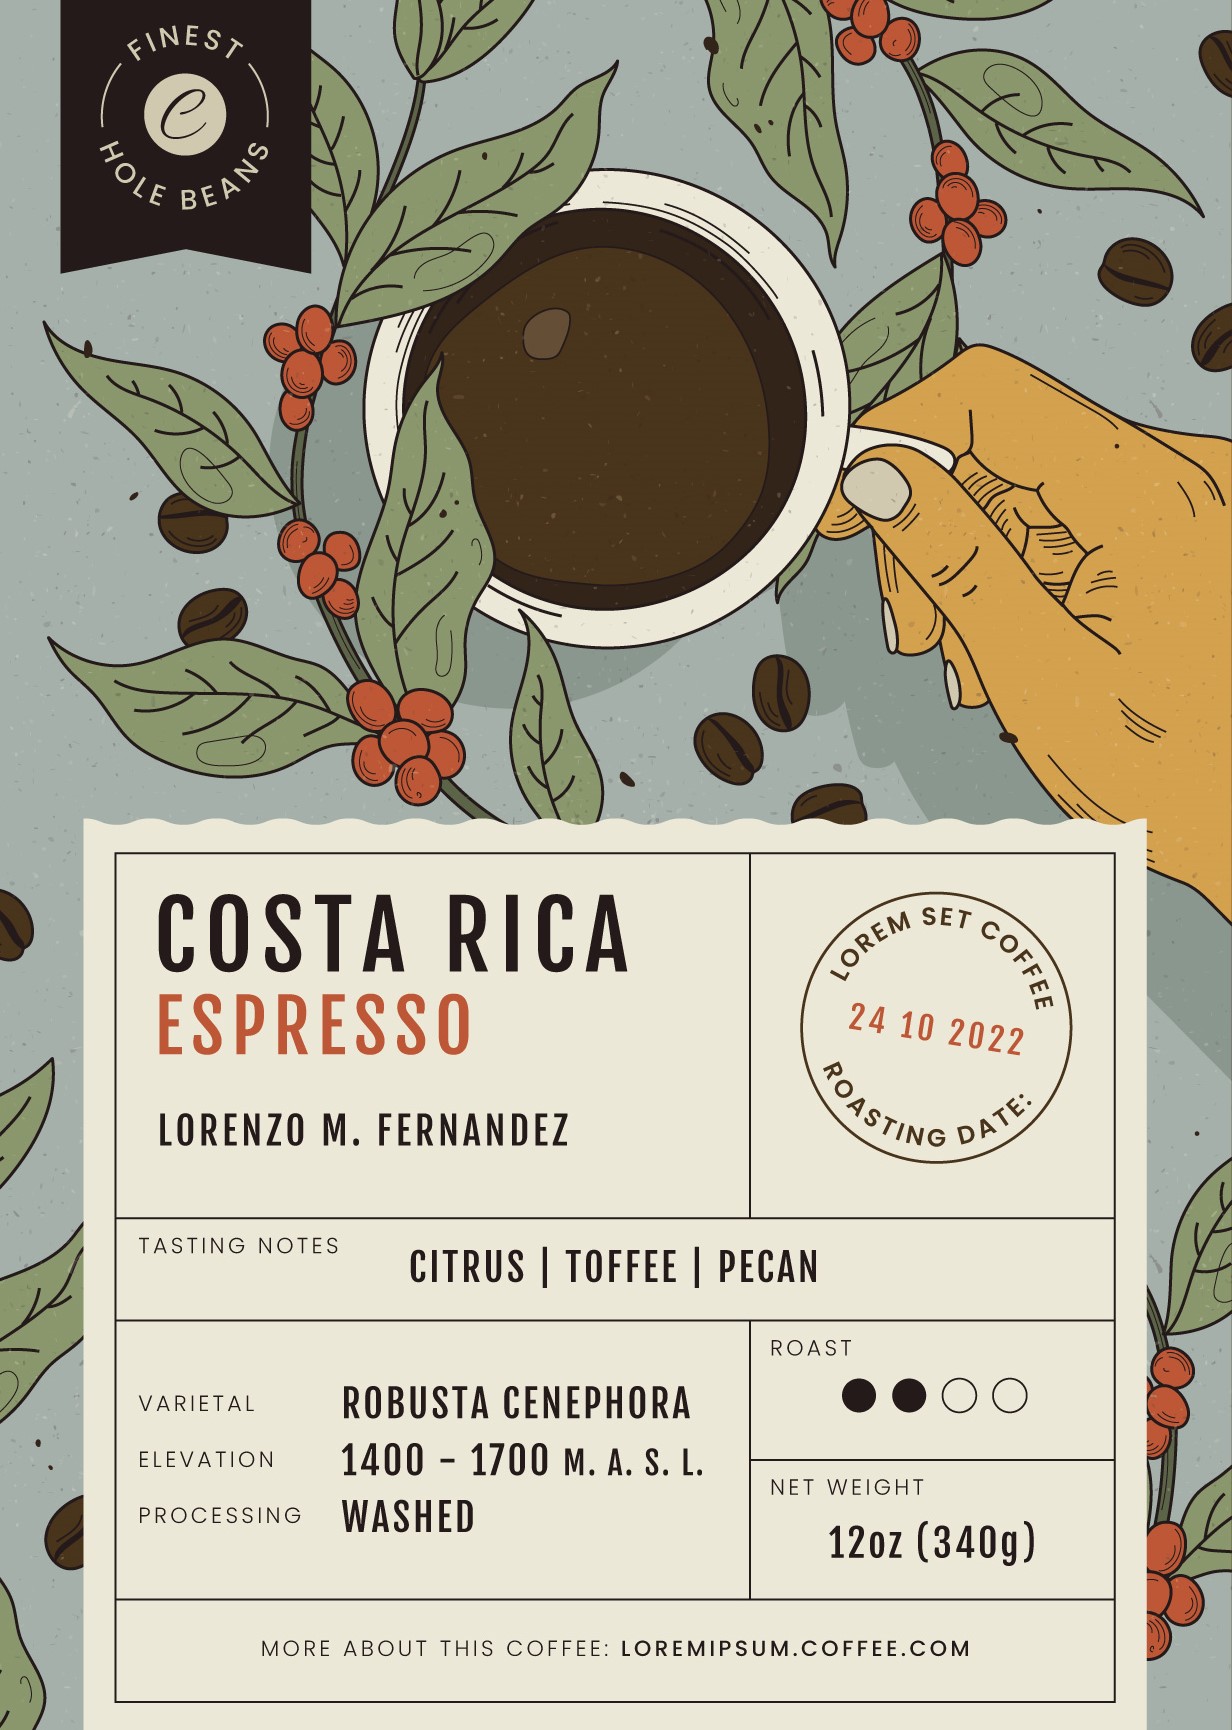 FINEST
C
HOLE BEANS
COSTA RICA
ESPRESSO
LORENZO M. FERNANDEZ
LOREM SET COFFEE
24 10 2022
ROASTING DATE:
TASTING NOTES
CITRUS | TOFFEE | PECAN
VARIETAL ROBUSTA CENEPHORA
ELEVATION 1400 – 1700 M. A. S. L.
PROCESSING WASHED
ROAST
NET WEIGHT
12oz (340g)
MORE ABOUT THIS COFFEE: LOREMIPSUM.COFFEE.COM